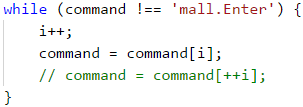 while (command !== 'mall.Enter') {
    i++;
    command = command[i];
    // command = command[++i];
}